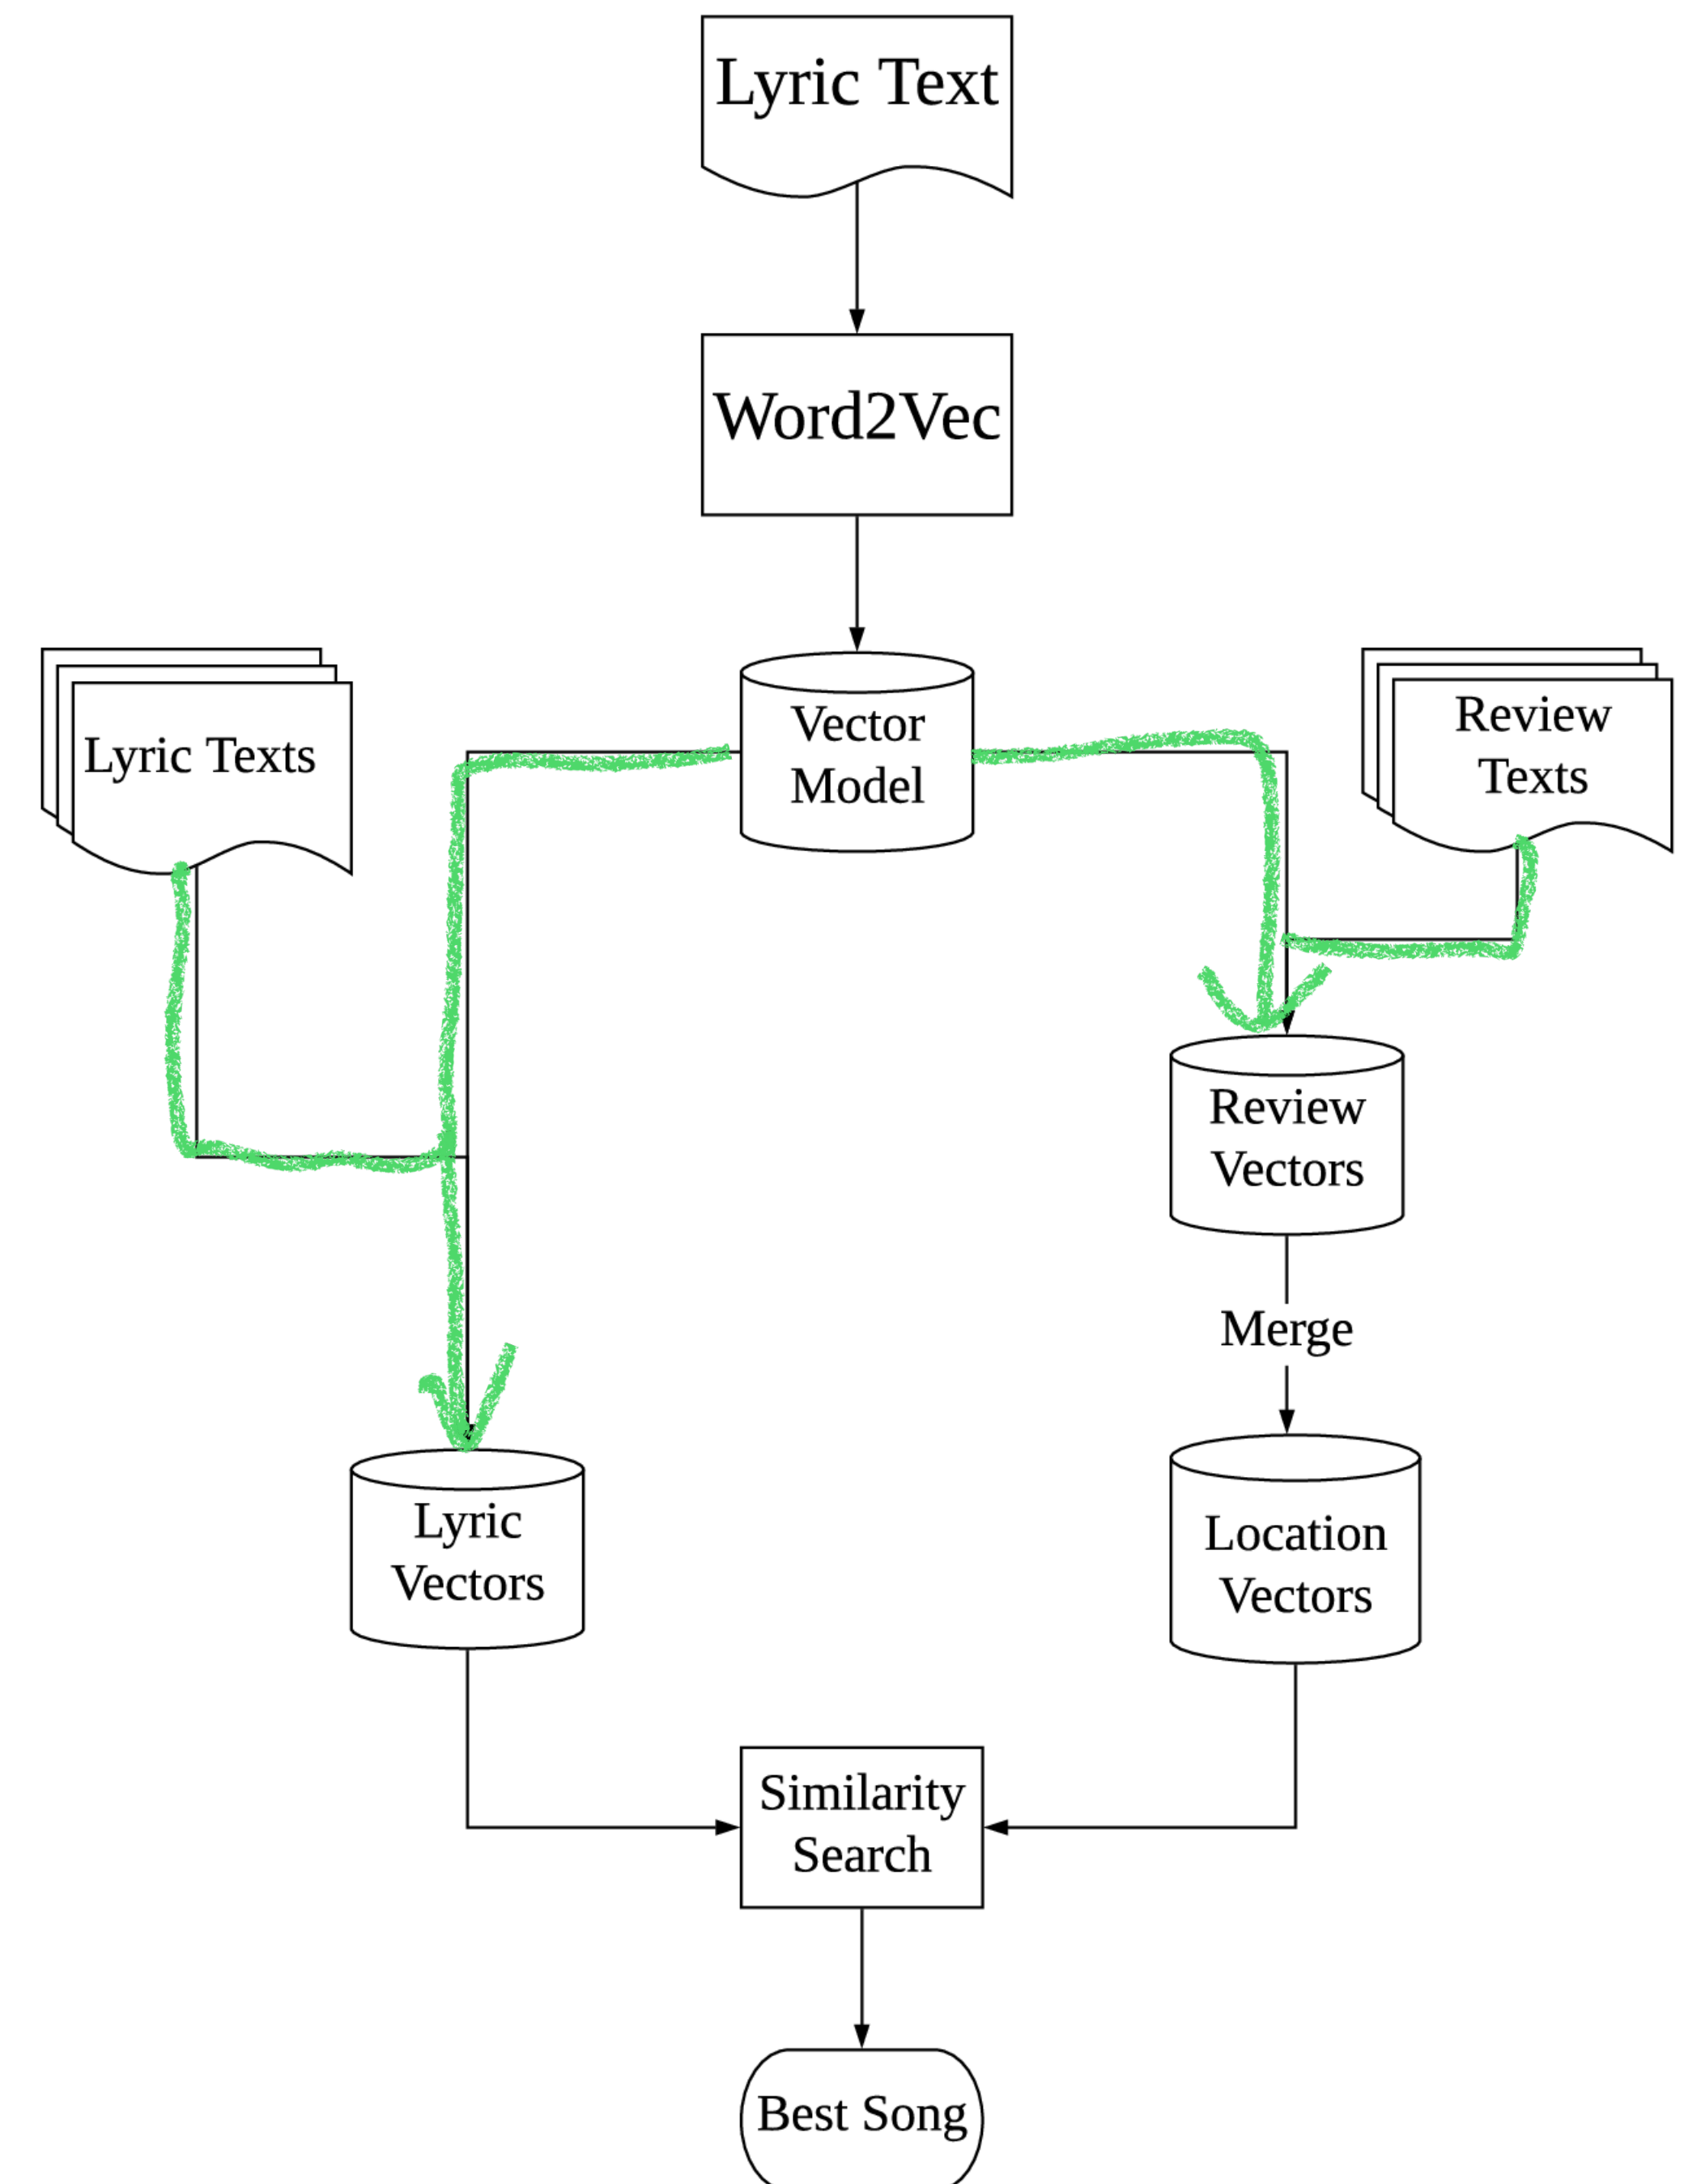 Lyric Text
Word2Vec
Lyric Texts
Vector
Model
Review
Texts
Review
Vectors
Merge
Lyric
Vectors
Location
Vectors
Similarity
Search
Best Song